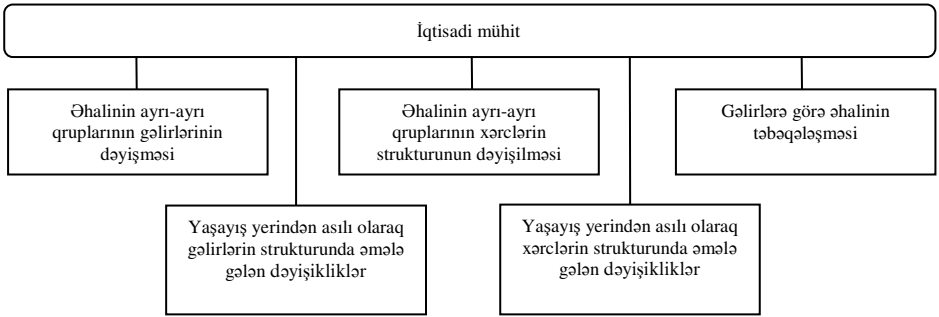 İqtisadi mühit
Əhalinin ayrı-ayrı
qruplarının gəlirlərinin
dəyişməsi
Əhalinin ayrı-ayrı
qruplarının xərclərin
strukturunun dəyişilməsi
Gəlirlərə görə əhalinin
təbəqələşməsi
Yaşayış yerindən asılı olaraq
gəlirlərin strukturunda əmələ
gələn dəyişikliklər
Yaşayış yerindən asılı olaraq
xərclərin strukturunda əmələ
gələn dəyişikliklər